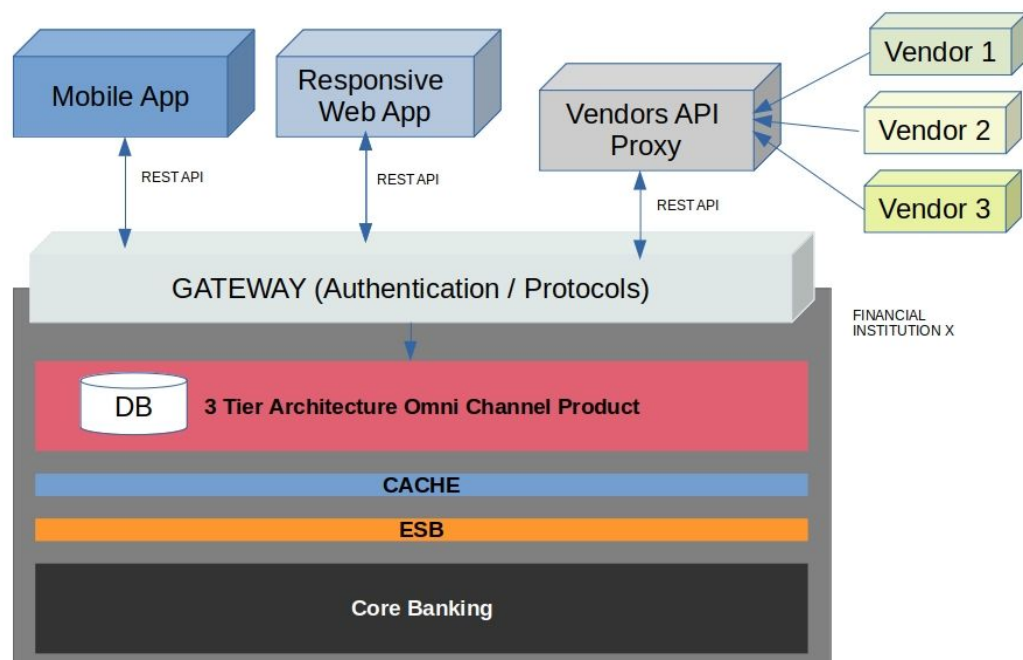 Mobile App
Responsive
Web App
Vendors API
Proxy
Vendor 1
Vendor 2
Vendor 3
REST API
REST API
REST API
GATEWAY (Authentication / Protocols)
FINANCIAL
INSTITUTION X
DB
3 Tier Architecture Omni Channel Product
CACHE
ESB
Core Banking